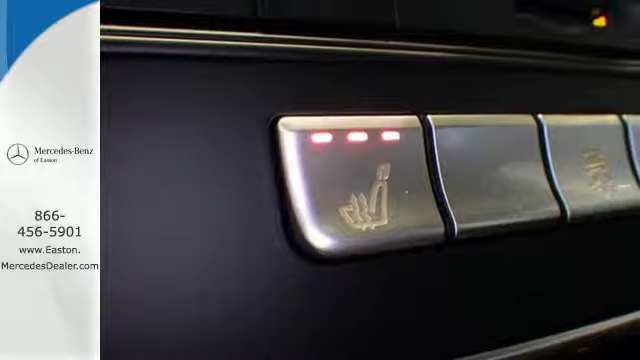 Mercedes-Benz
of Easton
866-
456-5901
www.Easton.
MercedesDealer.com